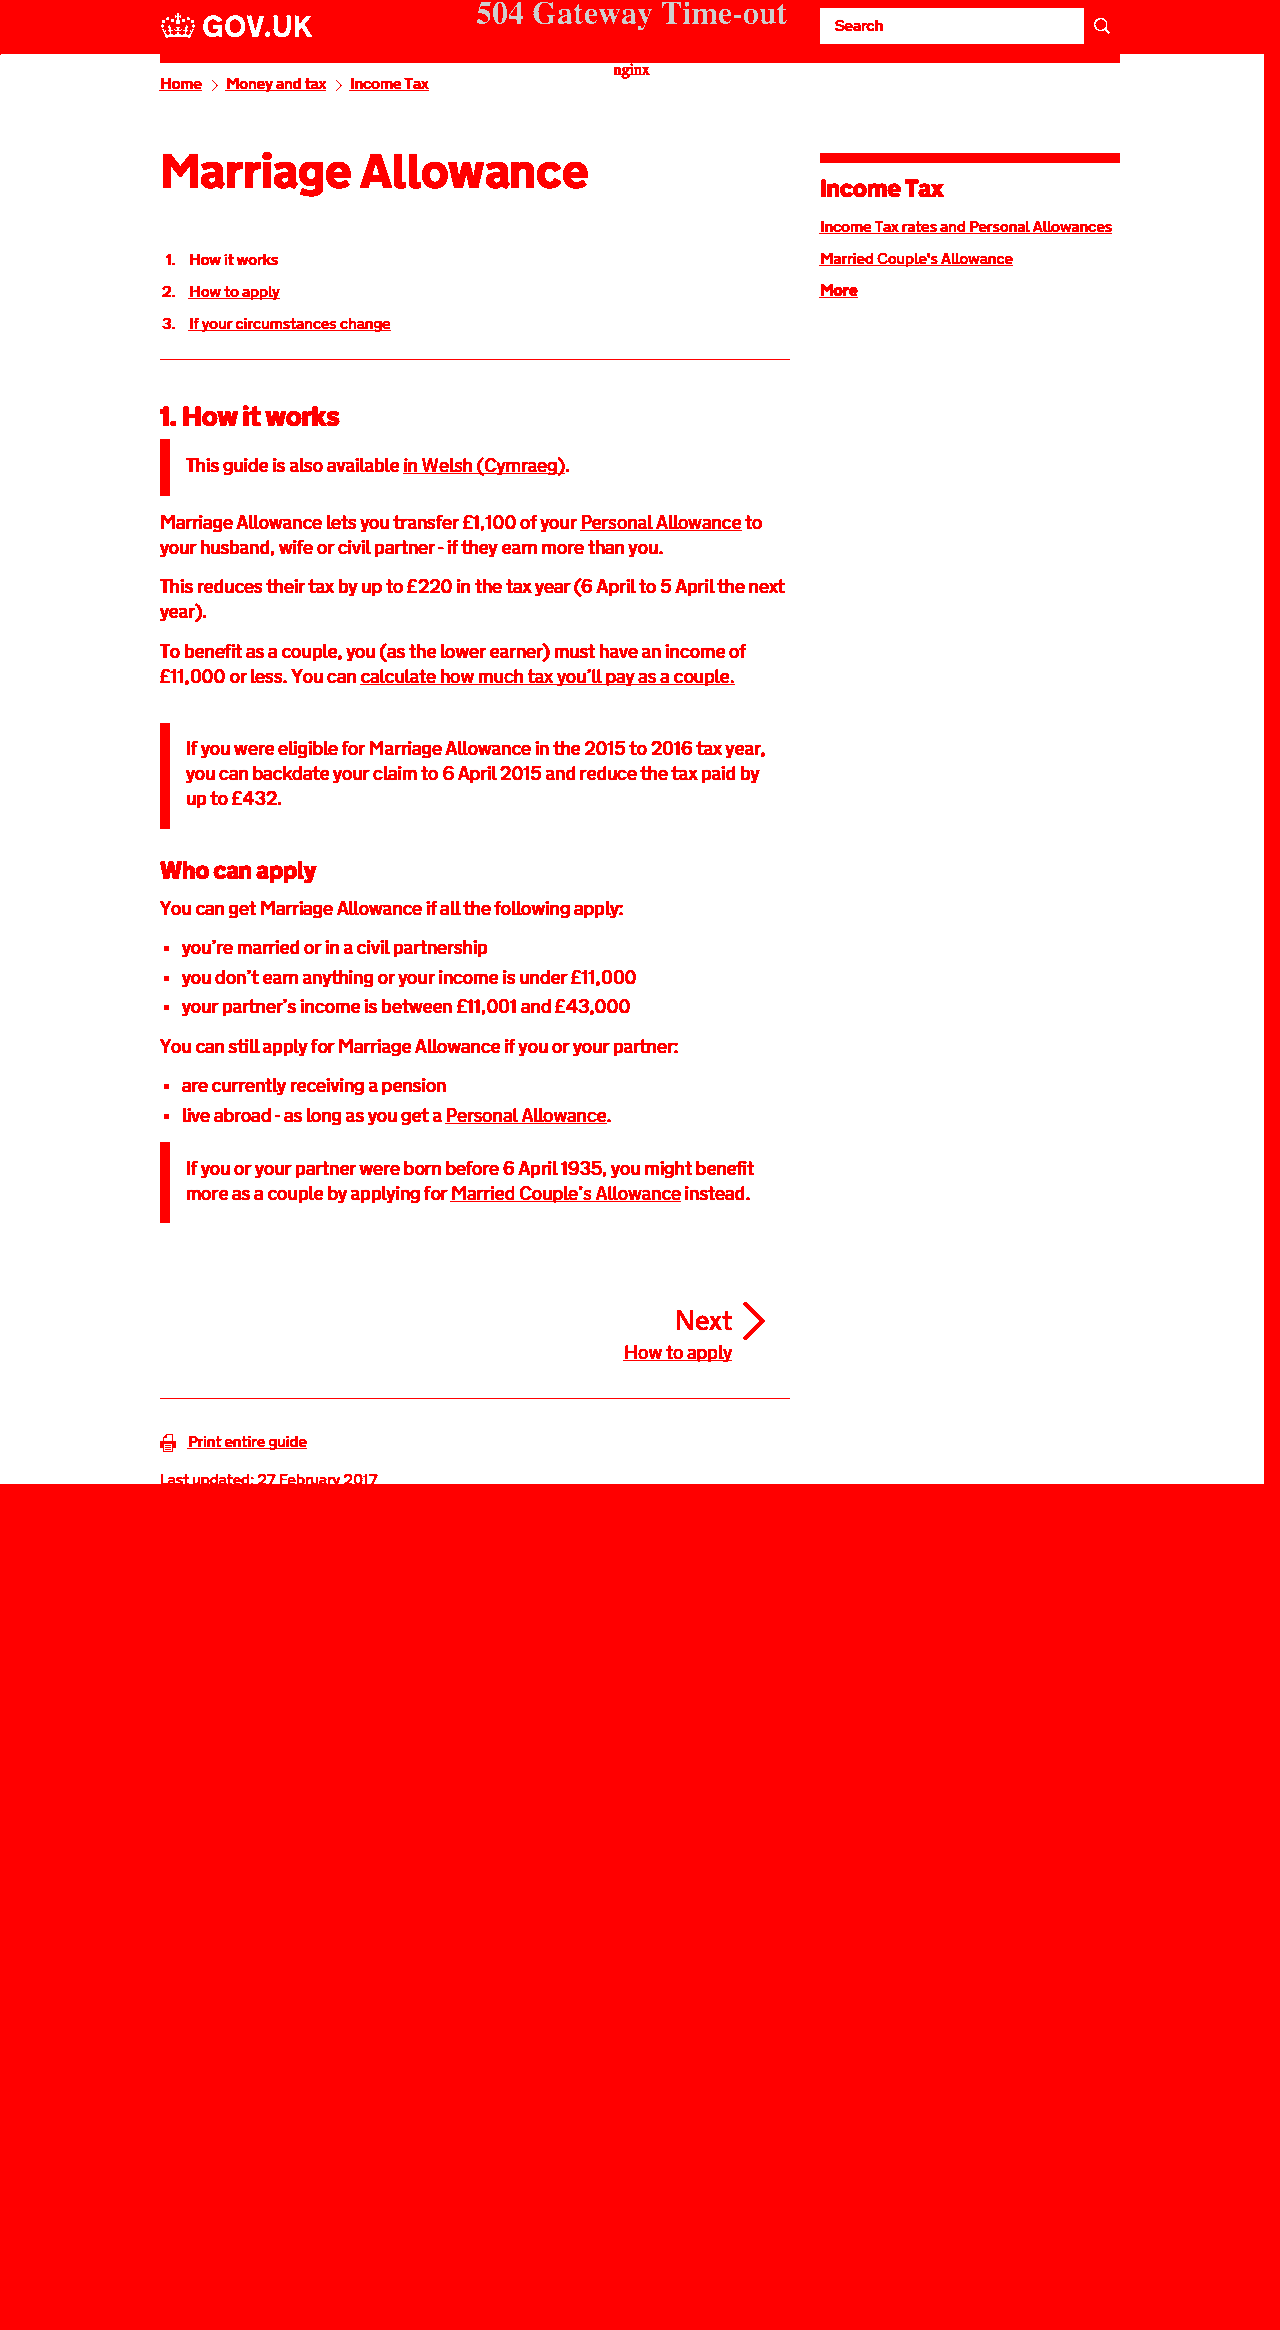 GOV.UK
504 Gateway Time-out
Search
nginx
Home > Money and tax > Income Tax
Marriage Allowance
1. How it works
2. How to apply
3. If your circumstances change
Income Tax
Income Tax rates and Personal Allowances
Married Couple's Allowance
More
1. How it works
This guide is also available in Welsh (Cymraeg).
Marriage Allowance lets you transfer £1,100 of your Personal Allowance to
your husband, wife or civil partner - if they earn more than you.
This reduces their tax by up to £220 in the tax year (6 April to 5 April the next
year).
To benefit as a couple, you (as the lower earner) must have an income of
£11,000 or less. You can calculate how much tax you’ll pay as a couple.
If you were eligible for Marriage Allowance in the 2015 to 2016 tax year,
you can backdate your claim to 6 April 2015 and reduce the tax paid by
up to £432.
Who can apply
You can get Marriage Allowance if all the following apply:
▪ you’re married or in a civil partnership
▪ you don’t earn anything or your income is under £11,000
▪ your partner’s income is between £11,001 and £43,000
You can still apply for Marriage Allowance if you or your partner:
▪ are currently receiving a pension
▪ live abroad - as long as you get a Personal Allowance.
If you or your partner were born before 6 April 1935, you might benefit
more as a couple by applying for Married Couple’s Allowance instead.
Next
How to apply
Print entire guide
Last updated: 27 February 2017